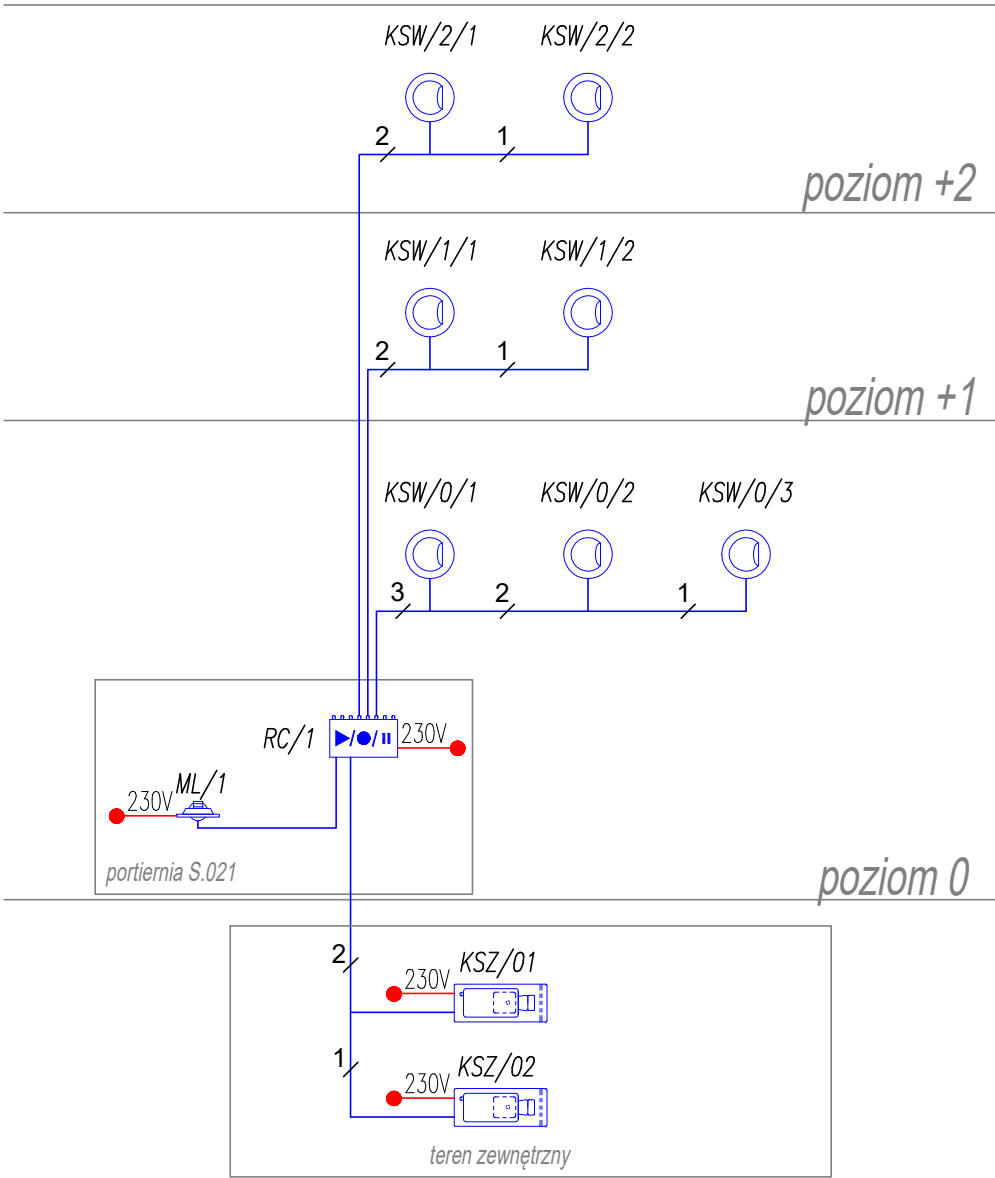 KSW/2/1 KSW/2/2
2 1
poziom +2
KSW/1/1 KSW/1/2
2 1
poziom +1
KSW/0/1 KSW/0/2 KSW/0/3
3 2 1
RC/1 230V
230V ML/1
portiernia S.021
poziom 0
2 KSZ/01
230V
1 KSZ/02
230V
teren zewnętrzny